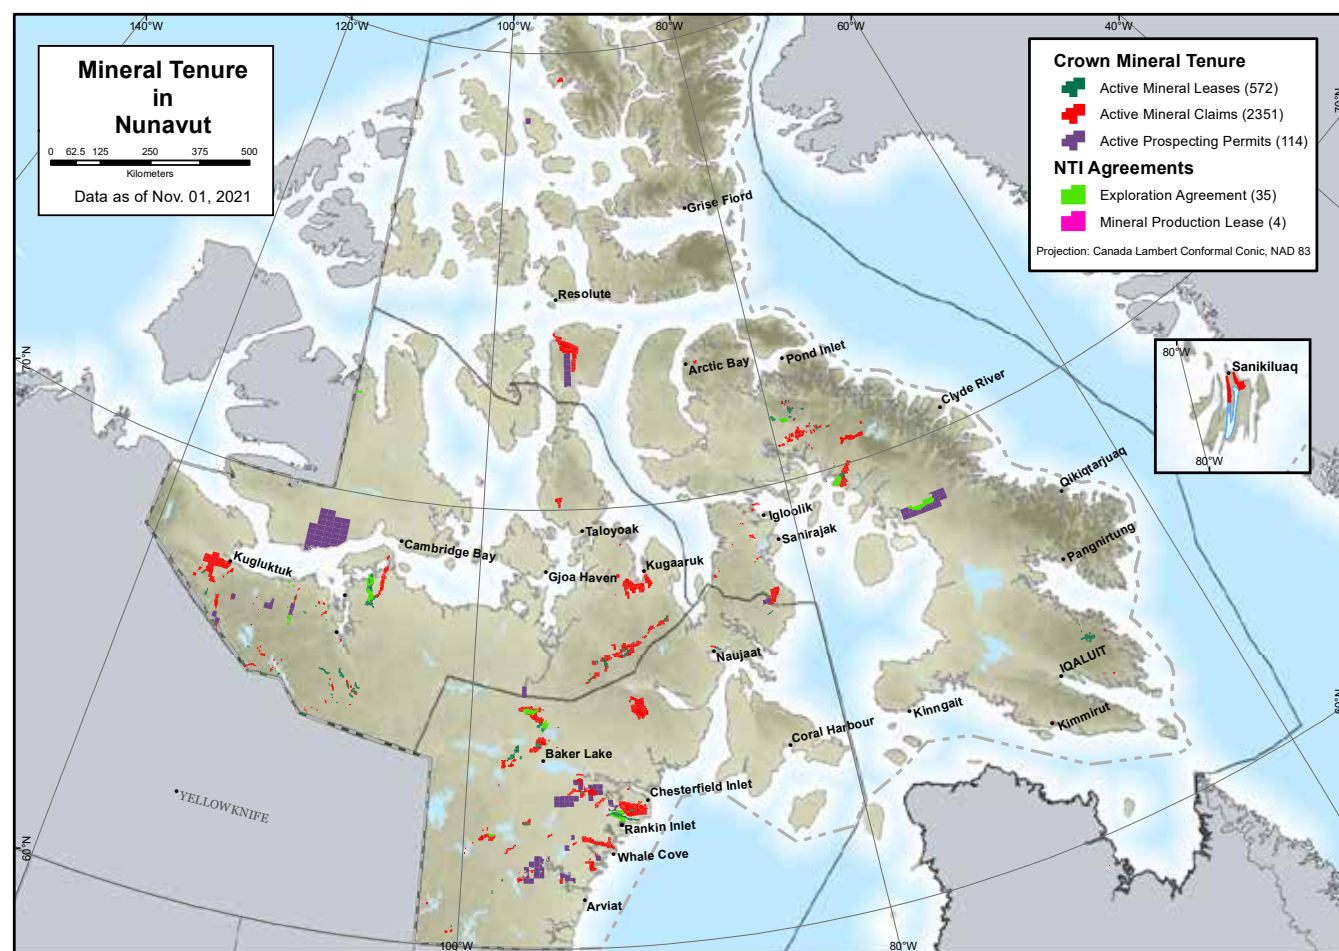 140°W
120°W
100°W
80°W
60°W
40°W
Mineral Tenure
in
Nunavut
0 62.5 125 250 375 500
Kilometers
Data as of Nov. 01, 2021
Crown Mineral Tenure
Active Mineral Leases (572)
Active Mineral Claims (2351)
Active Prospecting Permits (114)
NTI Agreements
Exploration Agreement (35)
Mineral Production Lease (4)
Projection: Canada Lambert Conformal Conic, NAD 83
70°N
Grise Fiord
Resolute
70°N
Arctic Bay
Pond Inlet
Clyde River
80°W
Sanikiluaq
80°W
Qikiqtarjuaq
Igloolik
Sanirajak
Taloyoak
Cambridge Bay
Kugluktuk
Gjoa Haven
Kugaaruk
Pangnirtung
Naujaat
IQALUIT
Kinngait
Kimmirut
60°N
Coral Harbour
Baker Lake
Chesterfield Inlet
YELLOWKNIFE
Rankin Inlet
Whale Cove
60°N
Arviat
100°W
80°W